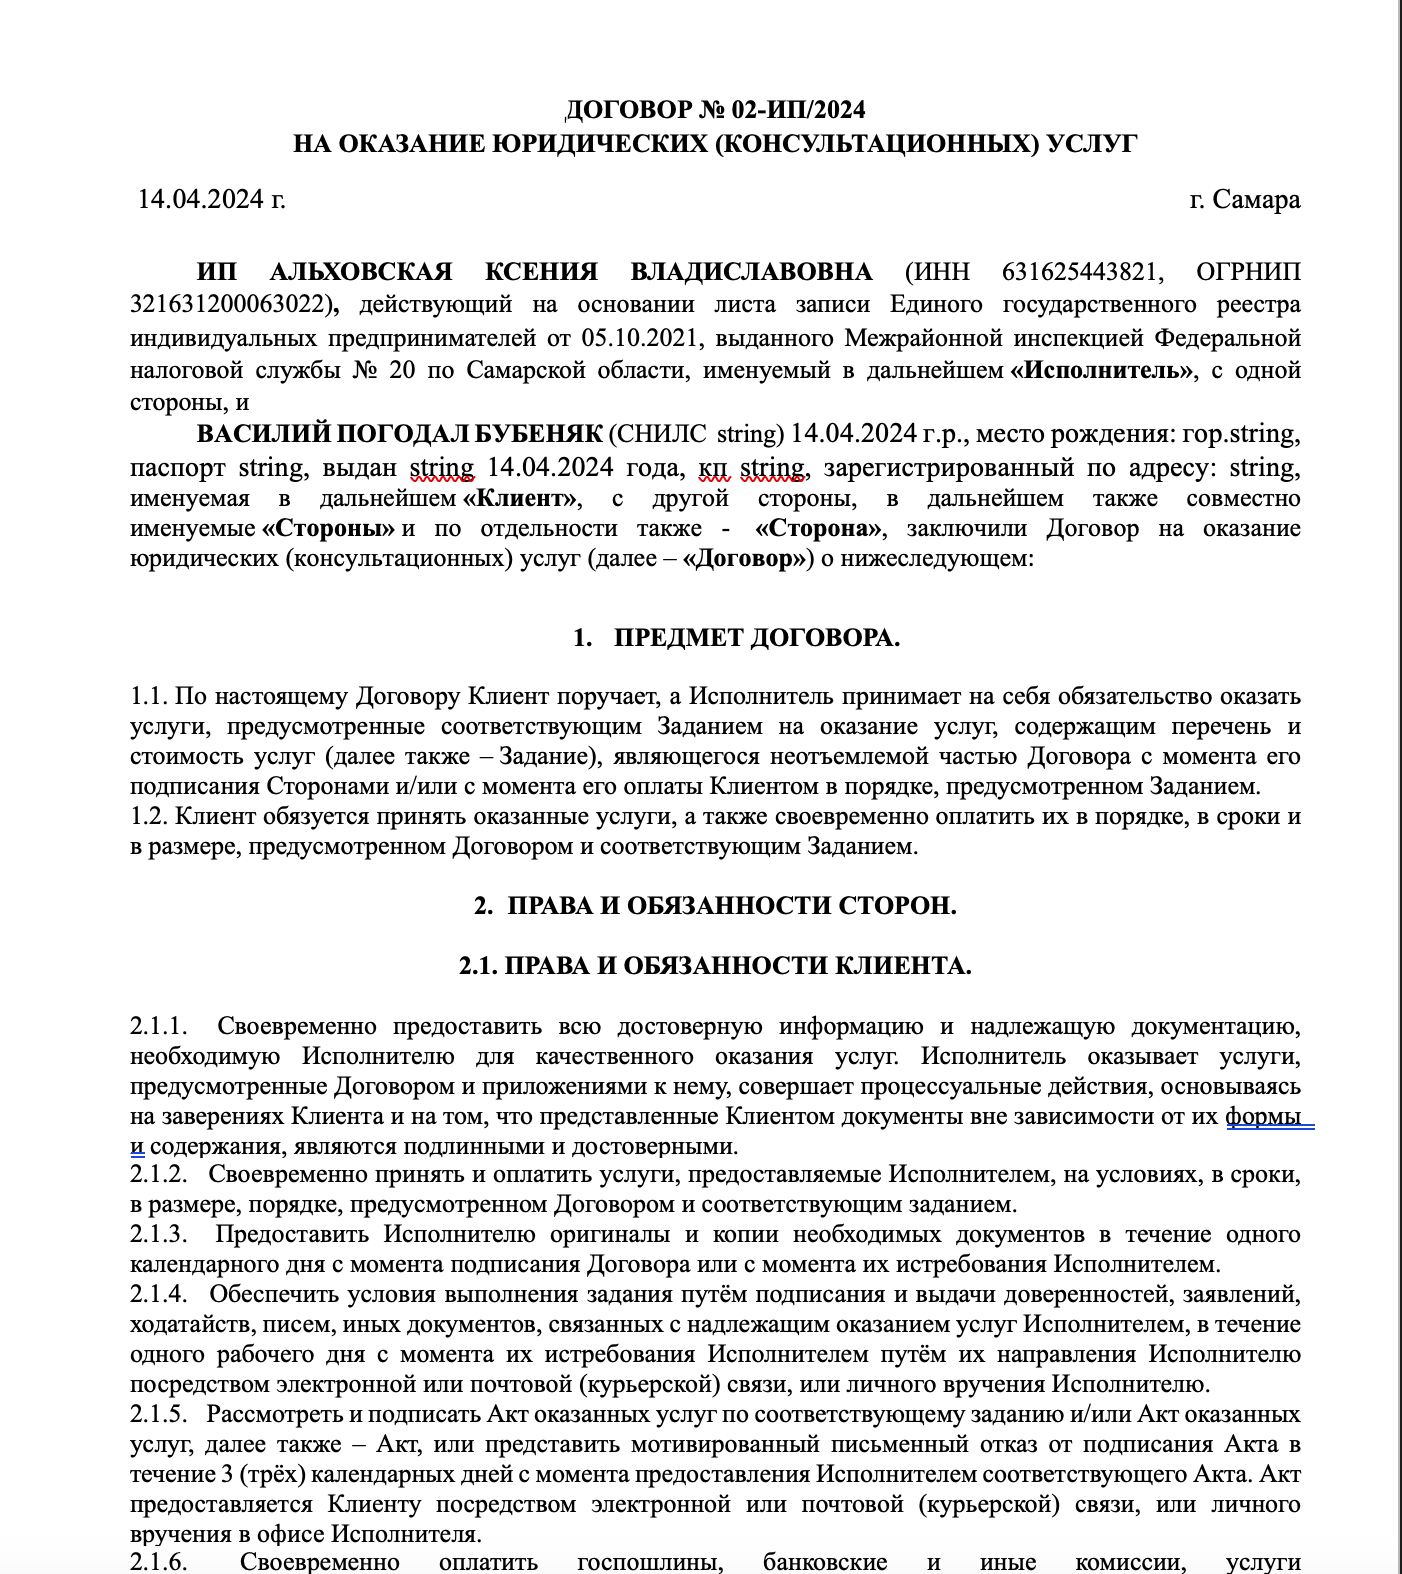 ДОГОВОР № 02-ИП/2024
НА ОКАЗАНИЕ ЮРИДИЧЕСКИХ (КОНСУЛЬТАЦИОННЫХ) УСЛУГ
14.04.2024 г. г. Самара
ИП АЛЬХОВСКАЯ КСЕНИЯ ВЛАДИСЛАВОВНА (ИНН 631625443821, ОГРНИП
321631200063022), действующий на основании листа записи Единого государственного реестра
индивидуальных предпринимателей от 05.10.2021, выданного Межрайонной инспекцией Федеральной
налоговой службы № 20 по Самарской области, именуемый в дальнейшем «Исполнитель», с одной
стороны, и
ВАСИЛИЙ ПОГОДАЛ БУБЕНЯК (СНИЛС string) 14.04.2024 г.р., место рождения: гор.string,
паспорт string, выдан string 14.04.2024 года, кп string, зарегистрированный по адресу: string,
именуемая в дальнейшем «Клиент», с другой стороны, в дальнейшем также совместно
именуемые «Стороны» и по отдельности также - «Сторона», заключили Договор на оказание
юридических (консультационных) услуг (далее – «Договор») о нижеследующем:
1. ПРЕДМЕТ ДОГОВОРА.
1.1. По настоящему Договору Клиент поручает, а Исполнитель принимает на себя обязательство оказать
услуги, предусмотренные соответствующим Заданием на оказание услуг, содержащим перечень и
стоимость услуг (далее также – Задание), являющегося неотъемлемой частью Договора с момента его
подписания Сторонами и/или с момента его оплаты Клиентом в порядке, предусмотренном Заданием.
1.2. Клиент обязуется принять оказанные услуги, а также своевременно оплатить их в порядке, в сроки и
в размере, предусмотренном Договором и соответствующим Заданием.
2. ПРАВА И ОБЯЗАННОСТИ СТОРОН.
2.1. ПРАВА И ОБЯЗАННОСТИ КЛИЕНТА.
2.1.1. Своевременно предоставить всю достоверную информацию и надлежащую документацию,
необходимую Исполнителю для качественного оказания услуг. Исполнитель оказывает услуги,
предусмотренные Договором и приложениями к нему, совершает процессуальные действия, основываясь
на заверениях Клиента и на том, что представленные Клиентом документы вне зависимости от их формы
и содержания, являются подлинными и достоверными.
2.1.2. Своевременно принять и оплатить услуги, предоставляемые Исполнителем, на условиях, в сроки,
в размере, порядке, предусмотренном Договором и соответствующим заданием.
2.1.3. Предоставить Исполнителю оригиналы и копии необходимых документов в течение одного
календарного дня с момента подписания Договора или с момента их истребования Исполнителем.
2.1.4. Обеспечить условия выполнения задания путём подписания и выдачи доверенностей, заявлений,
ходатайств, писем, иных документов, связанных с надлежащим оказанием услуг Исполнителем, в течение
одного рабочего дня с момента их истребования Исполнителем путём их направления Исполнителю
посредством электронной или почтовой (курьерской) связи, или личного вручения Исполнителю.
2.1.5. Рассмотреть и подписать Акт оказанных услуг по соответствующему заданию и/или Акт оказанных
услуг, далее также – Акт, или представить мотивированный письменный отказ от подписания Акта в
течение 3 (трёх) календарных дней с момента предоставления Исполнителем соответствующего Акта. Акт
предоставляется Клиенту посредством электронной или почтовой (курьерской) связи, или личного
вручения в офисе Исполнителя.
2.1.6. Своевременно оплатить госпошлины, банковские и иные комиссии, услуги